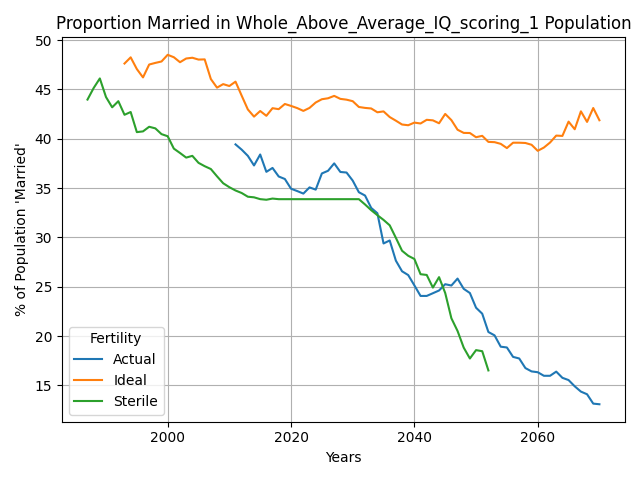 Proportion Married in Whole_Above_Average_IQ_scoring_1 Population
% of Population 'Married'
50
45
40
35
30
25
20
15
Fertility
Actual
Ideal
Sterile
2000 2020 2040 2060
Years